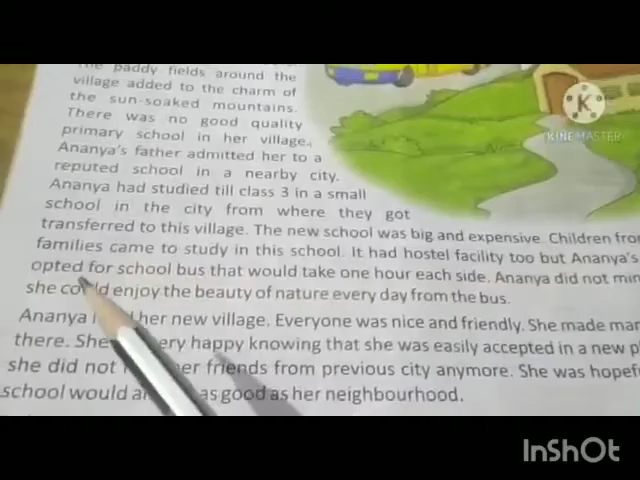 The paddy fields around the
village added to the charm of
the sun-soaked mountains.
There was no good quality
primary school in her village.
Ananya's father admitted her to a
reputed school in a nearby city.
Ananya had studied till class 3 in a small
school in the city from where they got
transferred to this village. The new school was big and expensive. Children
families came to study in this school. It had hostel facility too but Ananya's
opted for school bus that would take one hour each side. Ananya did not
she could enjoy the beauty of nature every day from the bus.
Ananya her new village. Everyone was nice and friendly. She made
there. She very happy knowing that she was easily accepted in a new
she did not her friends from previous city anymore. She was
school would as good as her neighbourhood.
KINEMASTER
InShOt